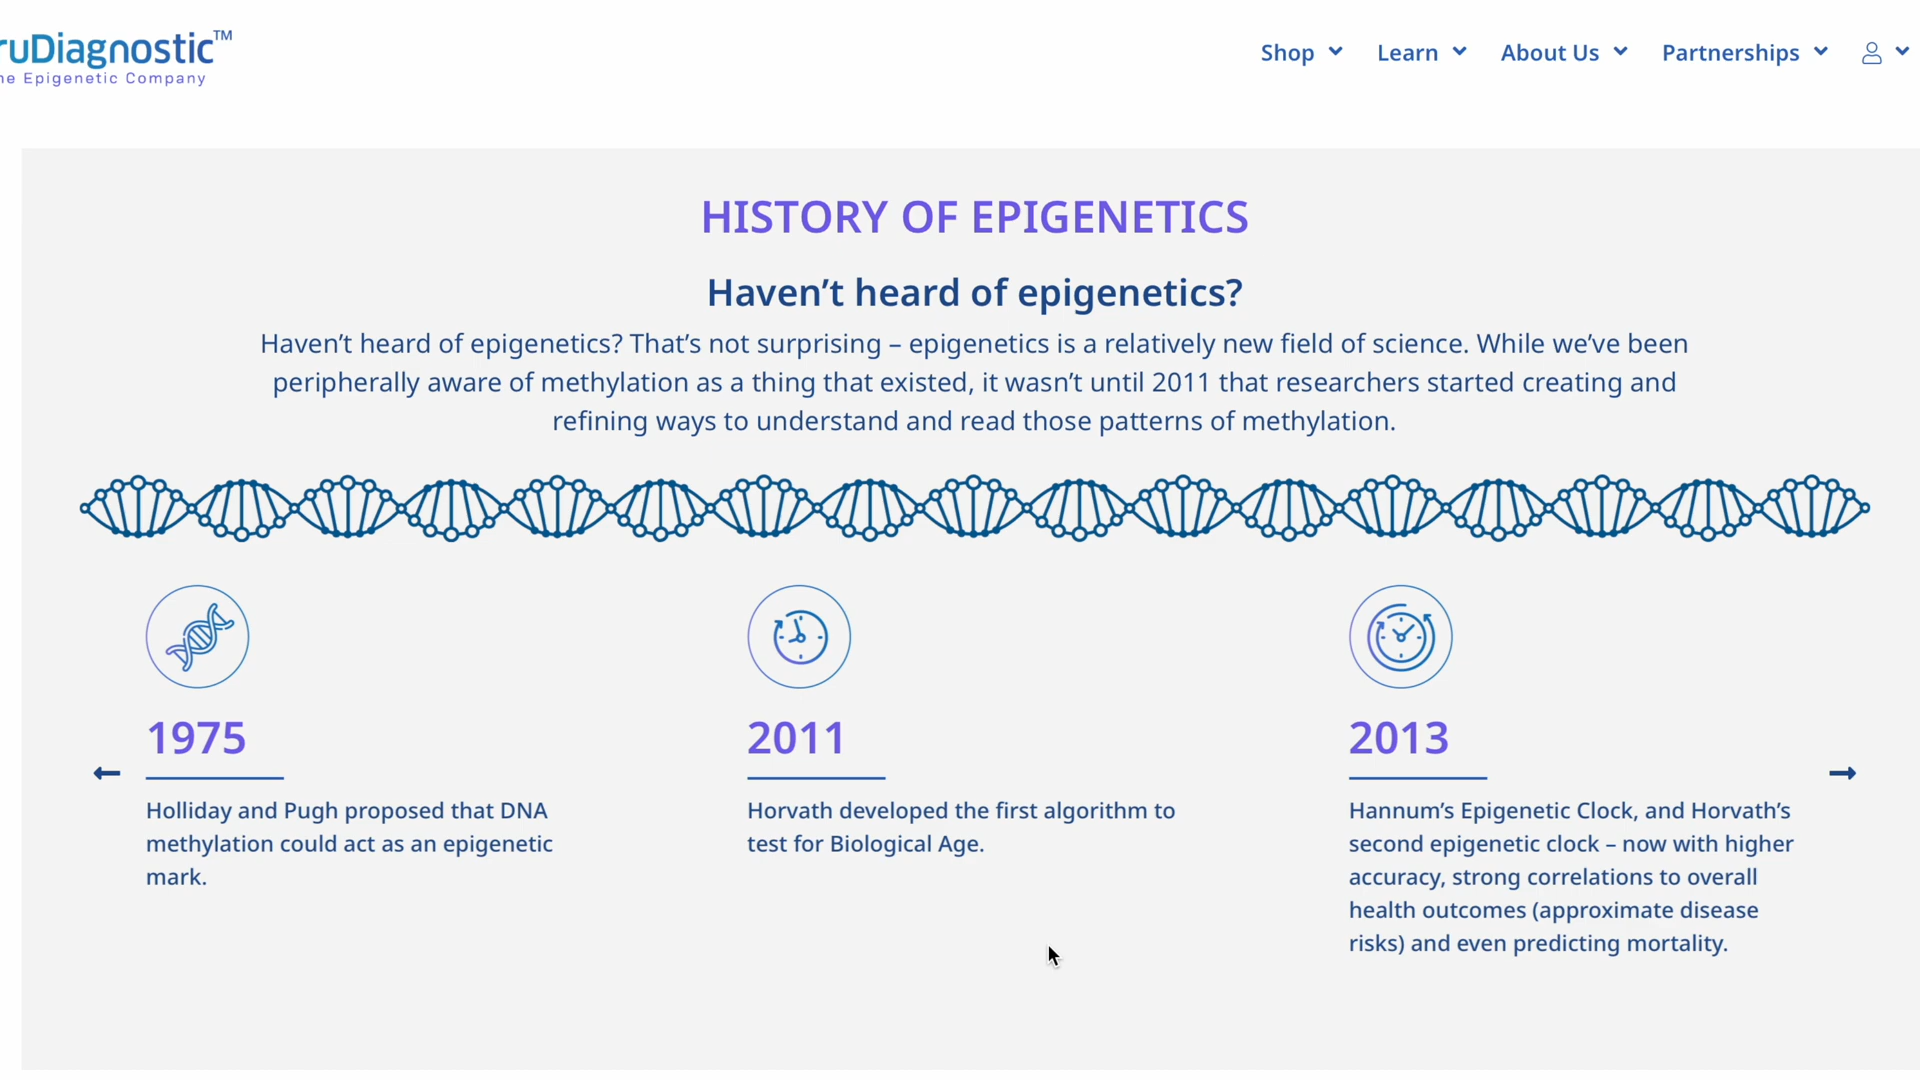 ruDiagnostic™
he Epigenetic Company
Shop
Learn
About Us
Partnerships
HISTORY OF EPIGENETICS
Haven’t heard of epigenetics?
Haven’t heard of epigenetics? That’s not surprising – epigenetics is a relatively new field of science. While we’ve been
peripherally aware of methylation as a thing that existed, it wasn’t until 2011 that researchers started creating and
refining ways to understand and read those patterns of methylation.
1975
Holliday and Pugh proposed that DNA
methylation could act as an epigenetic
mark.
2011
Horvath developed the first algorithm to
test for Biological Age.
2013
Hannum’s Epigenetic Clock, and Horvath’s
second epigenetic clock – now with higher
accuracy, strong correlations to overall
health outcomes (approximate disease
risks) and even predicting mortality.